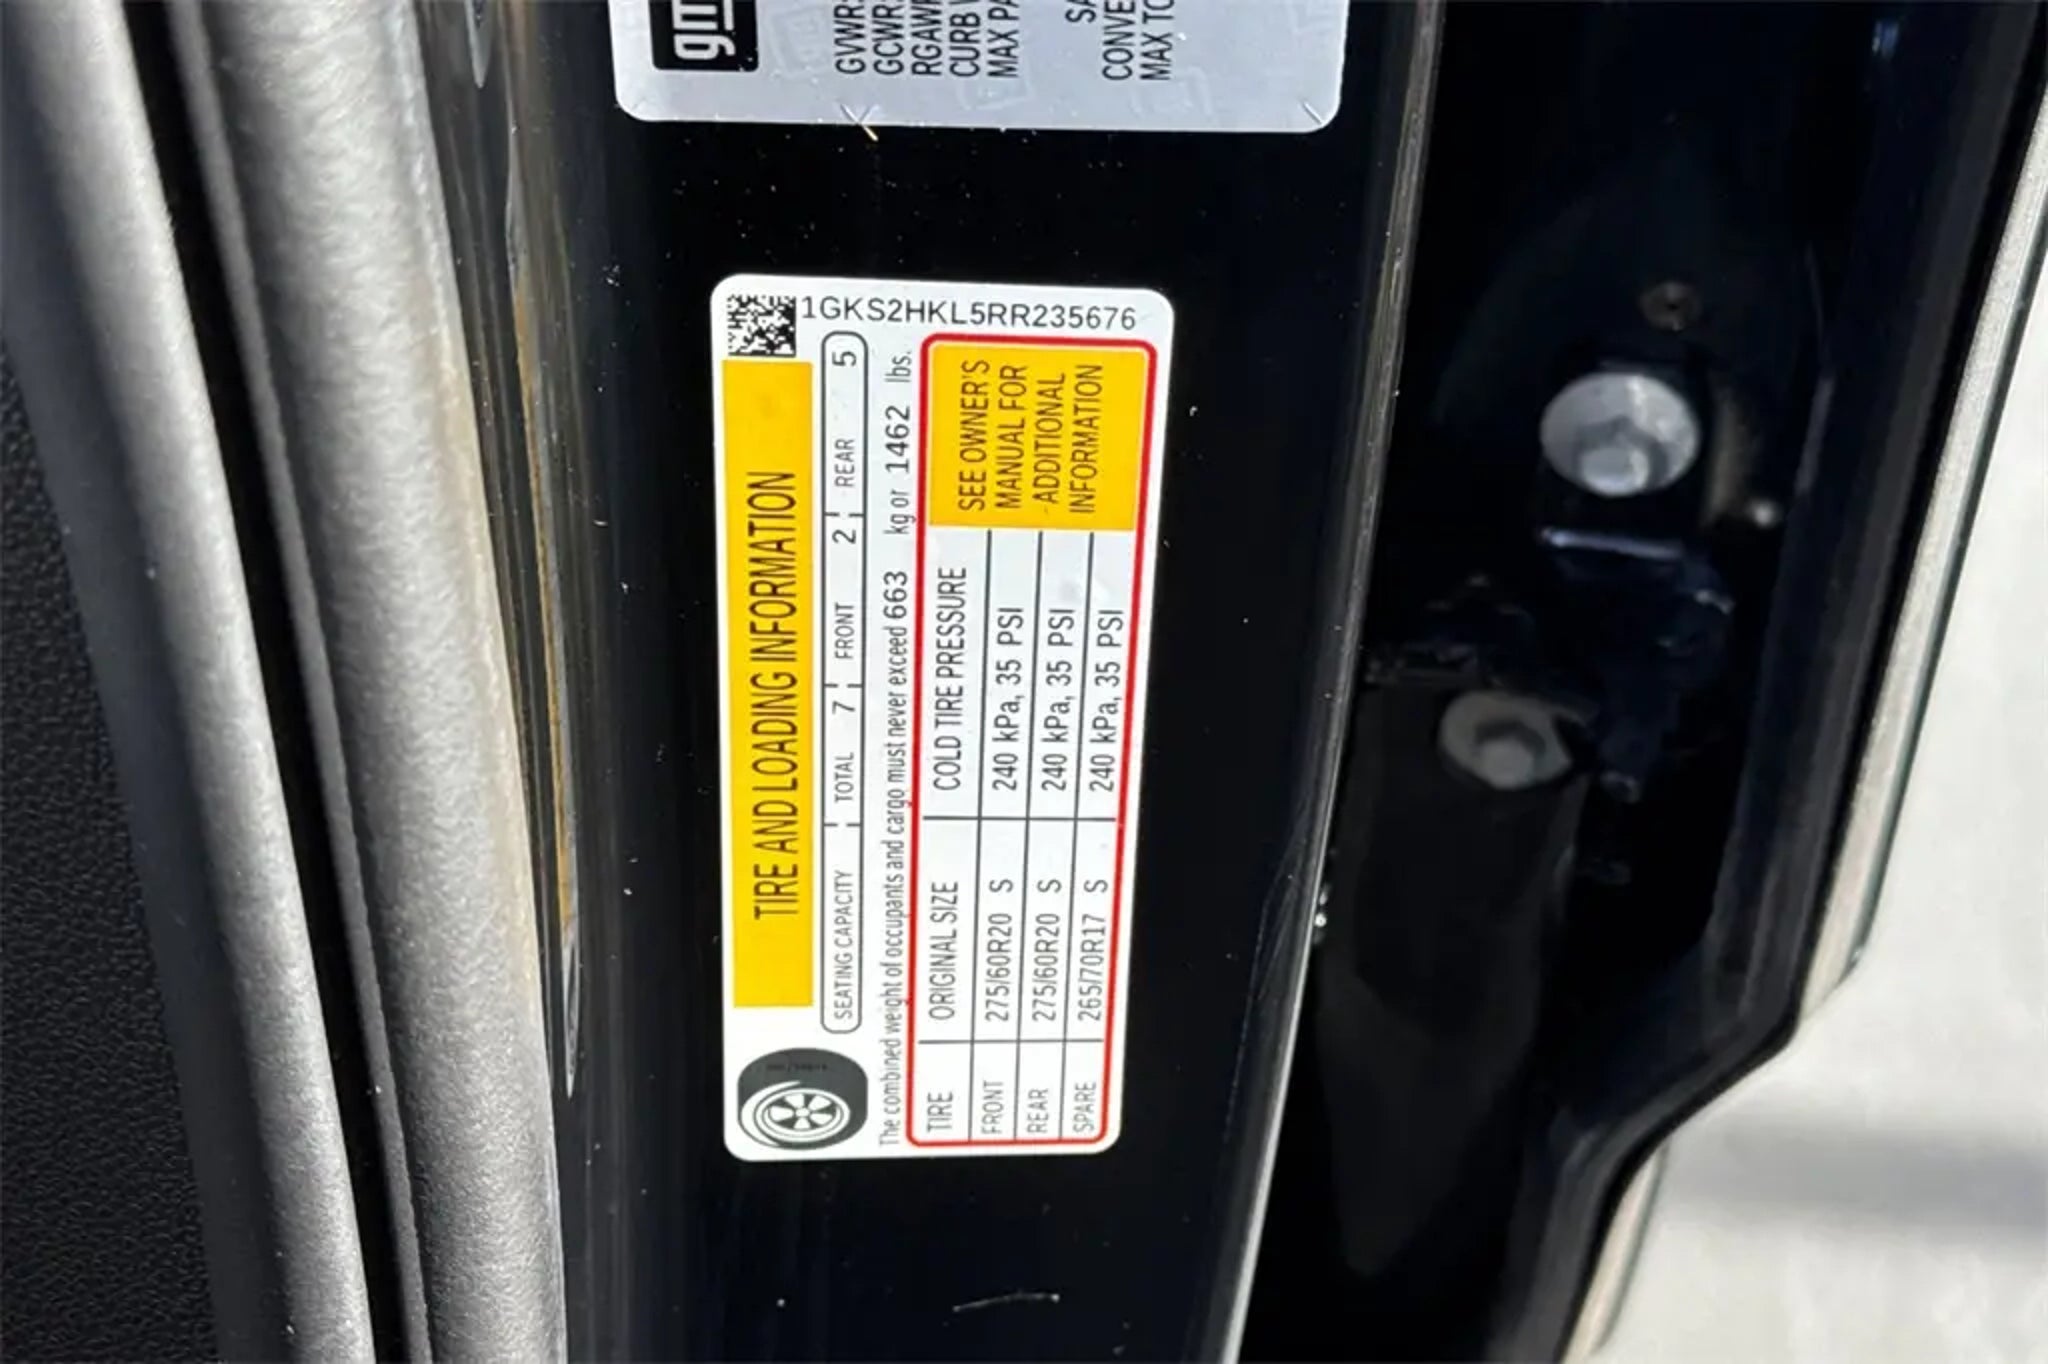 gm
GVWR:
GCWR:
RGAWR
CURB
MAX PA
CONVE
MAX TO
1GKS2HKL5RR235676
TIRE AND LOADING INFORMATION
SEATING CAPACITY TOTAL 7 FRONT 2 REAR 5
The combined weight of occupants and cargo must never exceed 663 kg or 1462 lbs.
TIRE ORIGINAL SIZE COLD TIRE PRESSURE
FRONT 275/60R20 S 240 kPa, 35 PSI
REAR 275/60R20 S 240 kPa, 35 PSI
SPARE 265/70R17 S 240 kPa, 35 PSI
SEE OWNER'S
MANUAL FOR
ADDITIONAL
INFORMATION